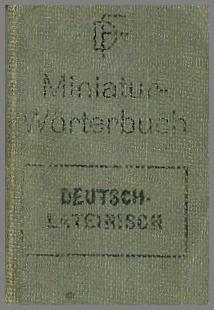 Miniatur-
Wörterbuch
DEUTSCH-
LATEINISCH